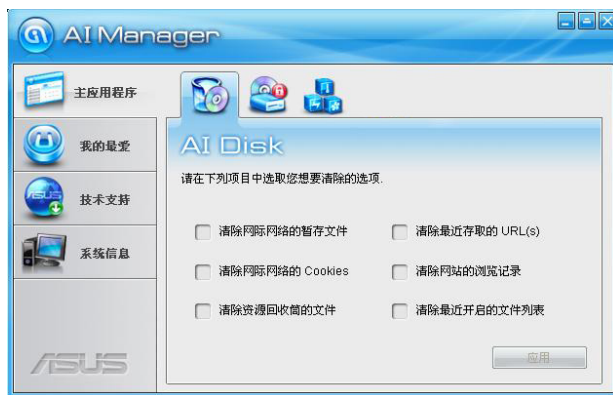 AI Manager
主应用程序
我的最爱
技术支持
系统信息
AI Disk
请在下列项目中选取您想要清除的选项.
清除网际网络的暂存文件
清除最近存取的 URL(s)
清除网际网络的 Cookies
清除网站的浏览记录
清除资源回收筒的文件
清除最近开启的文件列表
应用
ASUS
ASUS